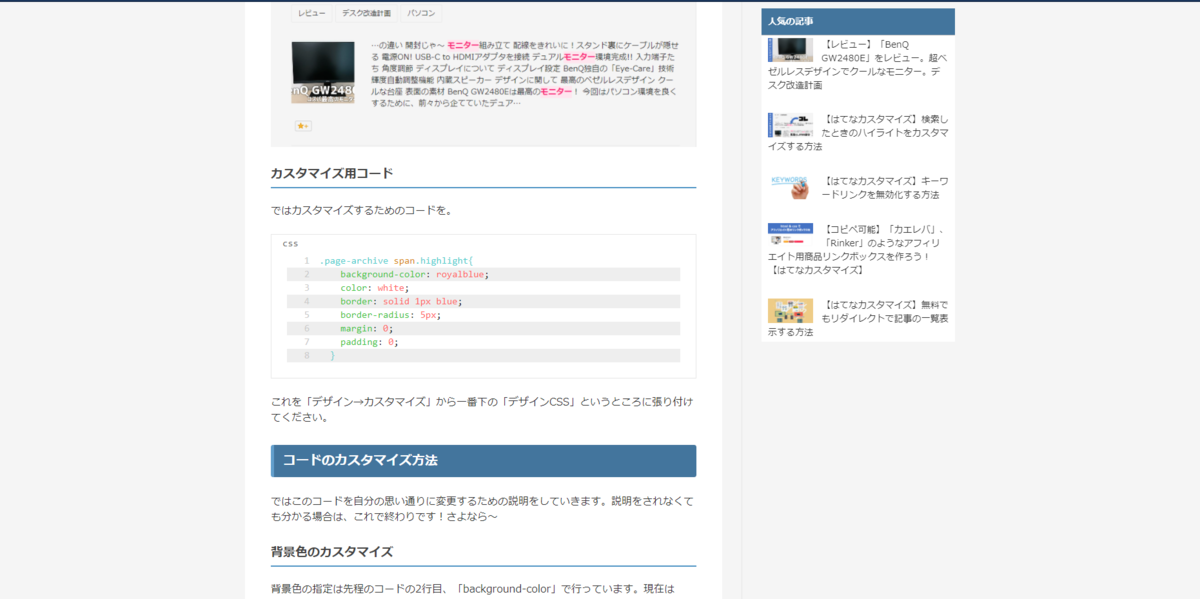 レビュー デスク改造計画 パソコン
…の違い 開封じゃ〜 モニター組み立て 配線をきれいに！スタンド裏にケーブルが隠せ
る 電源ON! USB-C to HDMIアダプタを接続 デュアルモニター環境完成!! 入力端子た
ち 角度調節 ディスプレイについて ディスプレイ設定 BenQ独自の「Eye-Care」技術
輝度自動調整機能 内蔵スピーカー デザインに関して 最高のベゼルレスデザイン クー
ルな台座 表面の素材 BenQ GW2480Eは最高のモニター！ 今回はパソコン環境を良く
するために、前々から企てていたデュア…
nQ GW248
カスタマイズ用コード
ではカスタマイズするためのコードを。
css
1 .page-archive span.highlight{
2 background-color: royalblue;
3 color: white;
4 border: solid 1px blue;
5 border-radius: 5px;
6 margin: 0;
7 padding: 0;
8 }
これを「デザイン→カスタマイズ」から一番下の「デザインCSS」というところに張り付け
てください。
コードのカスタマイズ方法
ではこのコードを自分の思い通りに変更するための説明をしていきます。説明をされなくて
も分かる場合は、これで終わりです！さよなら〜
背景色のカスタマイズ
背景色の指定は先程のコードの2行目、「background-color」で行っています。現在は
人気の記事
【レビュー】「BenQ
GW2480E」をレビュー。超ベ
ゼルレスデザインでクールなモニター。デ
スク改造計画
【はてなカスタマイズ】検索し
たときのハイライトをカスタマ
イズする方法
KEYWORDS
【はてなカスタマイズ】キーワ
ードリンクを無効化する方法
【コピペ可能】「カエレバ」、
「Rinker」のようなアフィリ
エイト用商品リンクボックスを作ろう！
【はてなカスタマイズ】
【はてなカスタマイズ】無料で
もリダイレクトで記事の一覧表
示する方法